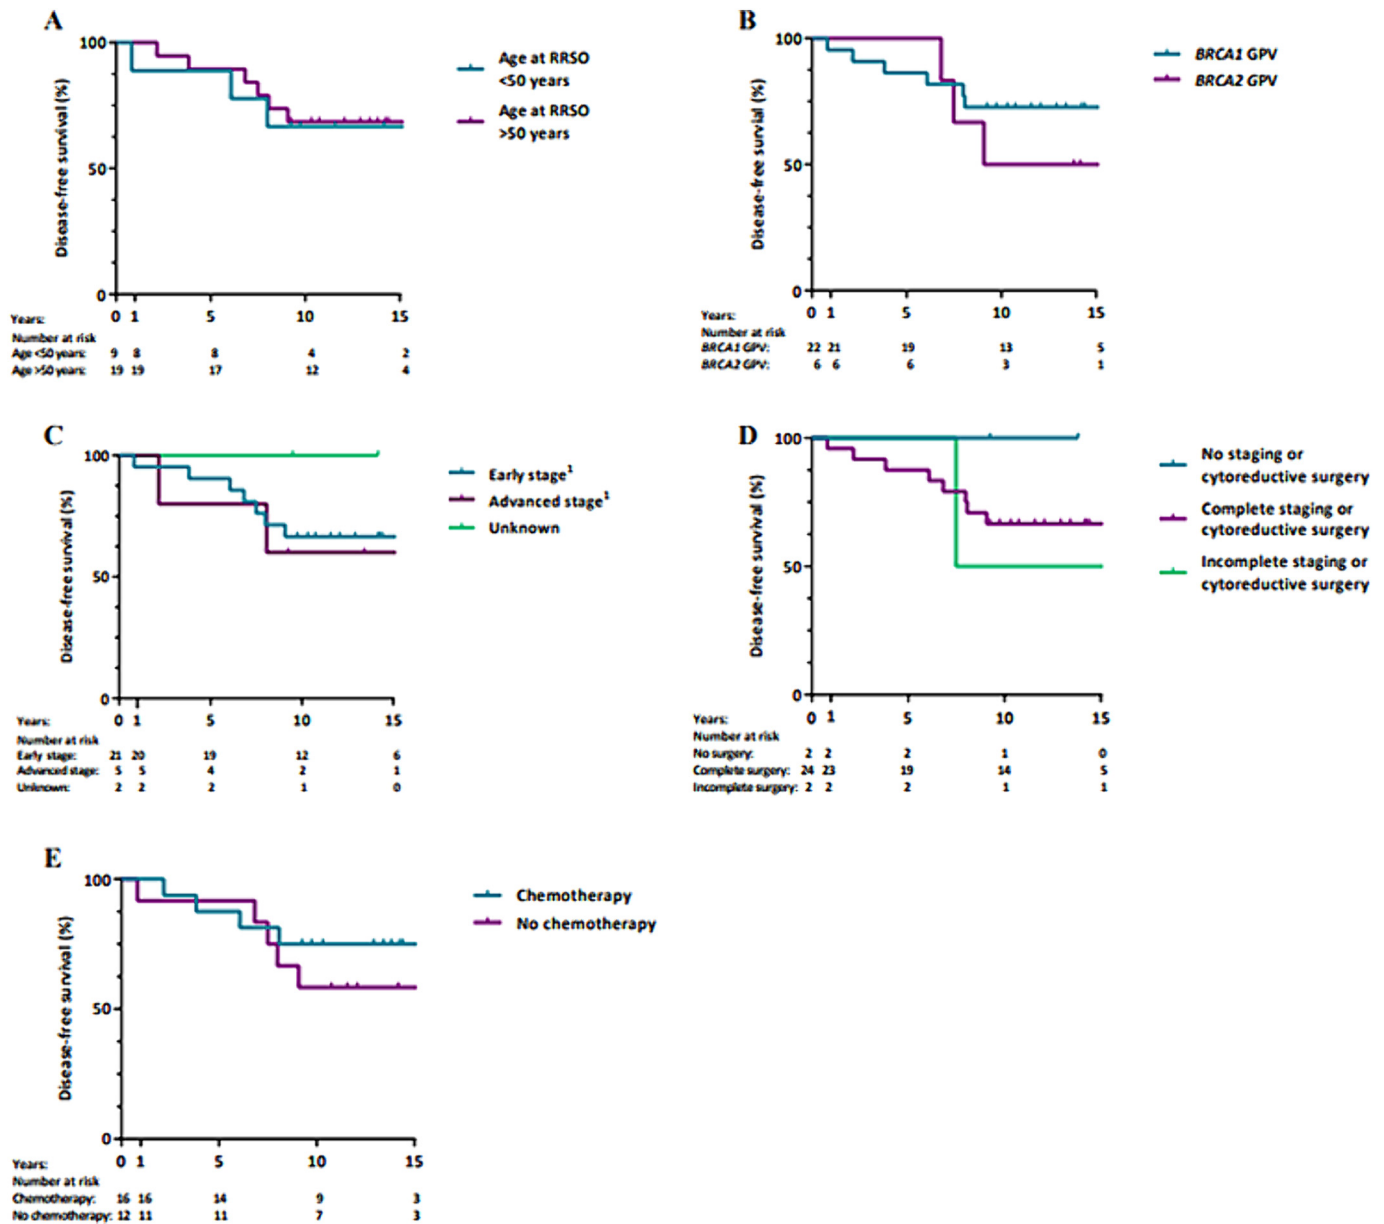 A
100
50
0
Disease-free survival (%)
Age at RRSO
<50 years
Age at RRSO
>50 years
Years: 0 1 5 10 15
Number at risk
Age <50 years: 9 8 8 4 2
Age >50 years: 19 19 17 12 4
B
100
50
0
Disease-free survial (%)
BRCA1 GPV
BRCA2 GPV
Years: 0 1 5 10 15
Number at risk
BRCA1 GPV: 22 21 19 13 5
BRCA2 GPV: 6 6 6 3 1
C
100
50
0
Disease-free survival (%)
Early stage¹
Advanced stage¹
Unknown
Years: 0 1 5 10 15
Number at risk
Early stage: 21 20 19 12 6
Advanced stage: 5 5 4 2 1
Unknown: 2 2 2 1 0
D
100
50
0
Disease-free survival (%)
No staging or
cytoreductive surgery
Complete staging or
cytoreductive surgery
Incomplete staging or
cytoreductive surgery
Years: 0 1 5 10 15
Number at risk
No surgery: 2 2 2 1 0
Complete surgery: 24 23 19 14 5
Incomplete surgery: 2 2 2 1 1
E
100
50
0
Disease-free survival (%)
Chemotherapy
No chemotherapy
Years: 0 1 5 10 15
Number at risk
Chemotherapy: 16 16 14 9 3
No chemotherapy: 12 11 11 7 3